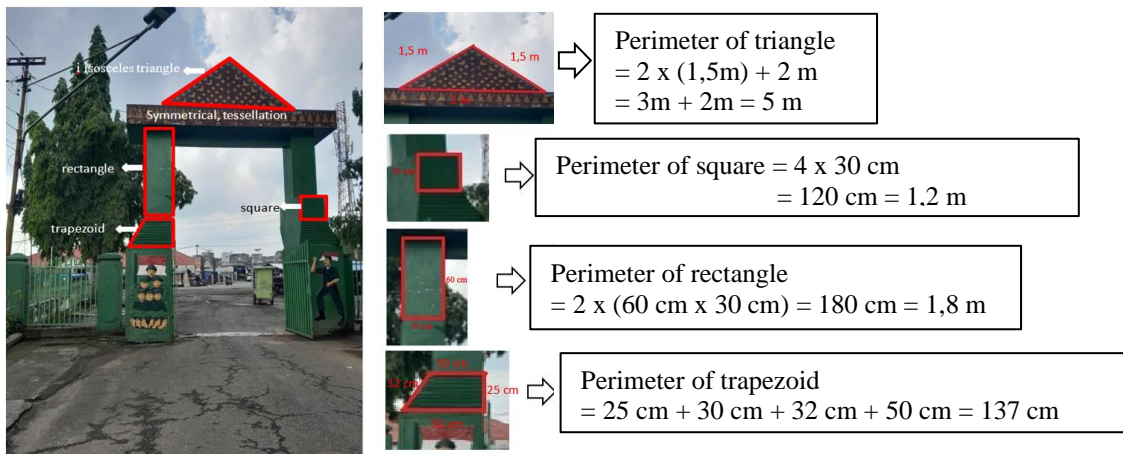 i isosceles triangle
Symmetrical, tessellation
rectangle
square
trapezoid
1,5 m
1,5 m
Perimeter of triangle
= 2 x (1,5m) + 2 m
= 3m + 2m = 5 m
Perimeter of square = 4 x 30 cm
= 120 cm = 1,2 m
60 cm
Perimeter of rectangle
= 2 x (60 cm x 30 cm) = 180 cm = 1,8 m
32 cm
25 cm
Perimeter of trapezoid
= 25 cm + 30 cm + 32 cm + 50 cm = 137 cm